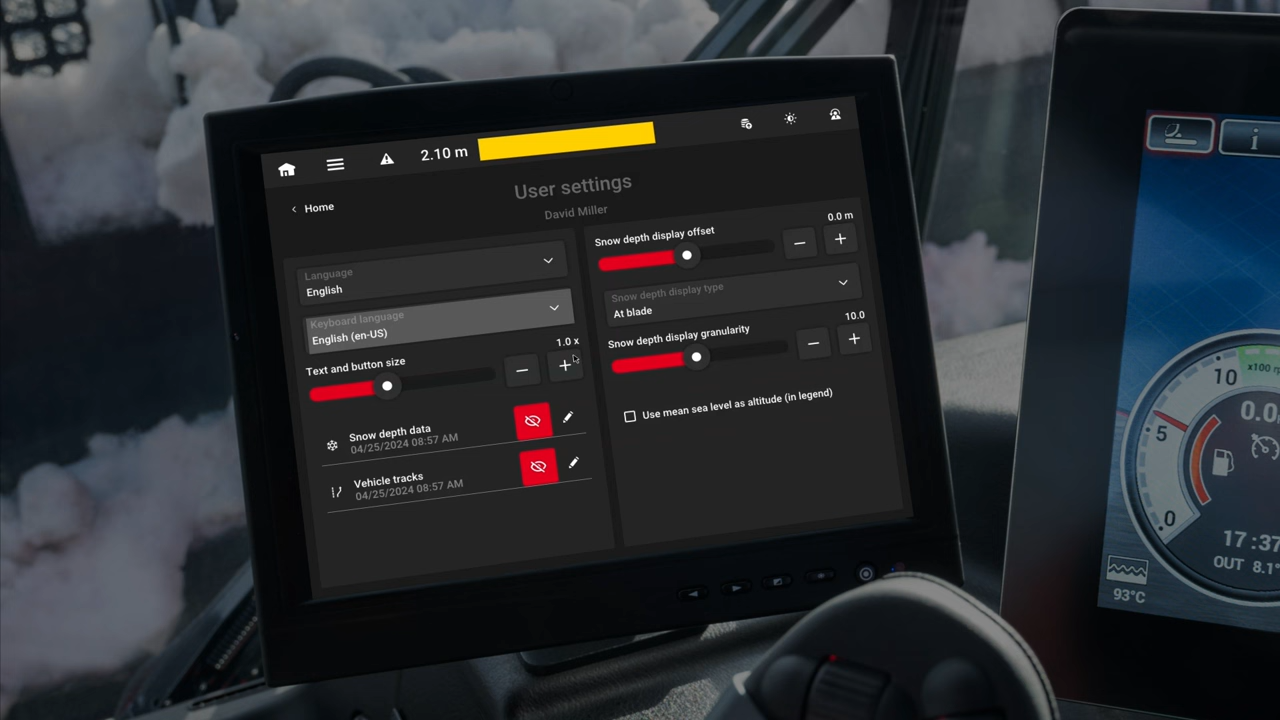 2.10 m
Home
User settings
David Miller
Language
English
Keyboard language
English (en-US)
Text and button size
1.0 x
Snow depth data
04/25/2024 08:57 AM
Vehicle tracks
04/25/2024 08:57 AM
Snow depth display offset
0.0 m
Snow depth display type
At blade
Snow depth display granularity
10.0
Use mean sea level as altitude (in legend)
i
x100 rp
10
5
0
0.0
17:37
OUT 8.1°
93°C